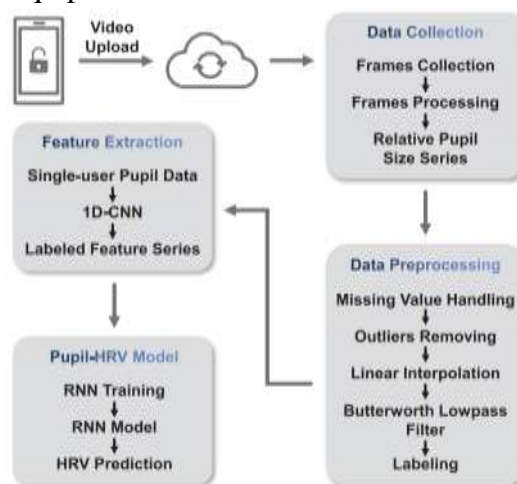 Video
Upload
Data Collection
Frames Collection
Frames Processing
Relative Pupil
Size Series
Feature Extraction
Single-user Pupil Data
1D-CNN
Labeled Feature Series
Data Preprocessing
Missing Value Handling
Outliers Removing
Linear Interpolation
Butterworth Lowpass
Filter
Labeling
Pupil-HRV Model
RNN Training
RNN Model
HRV Prediction